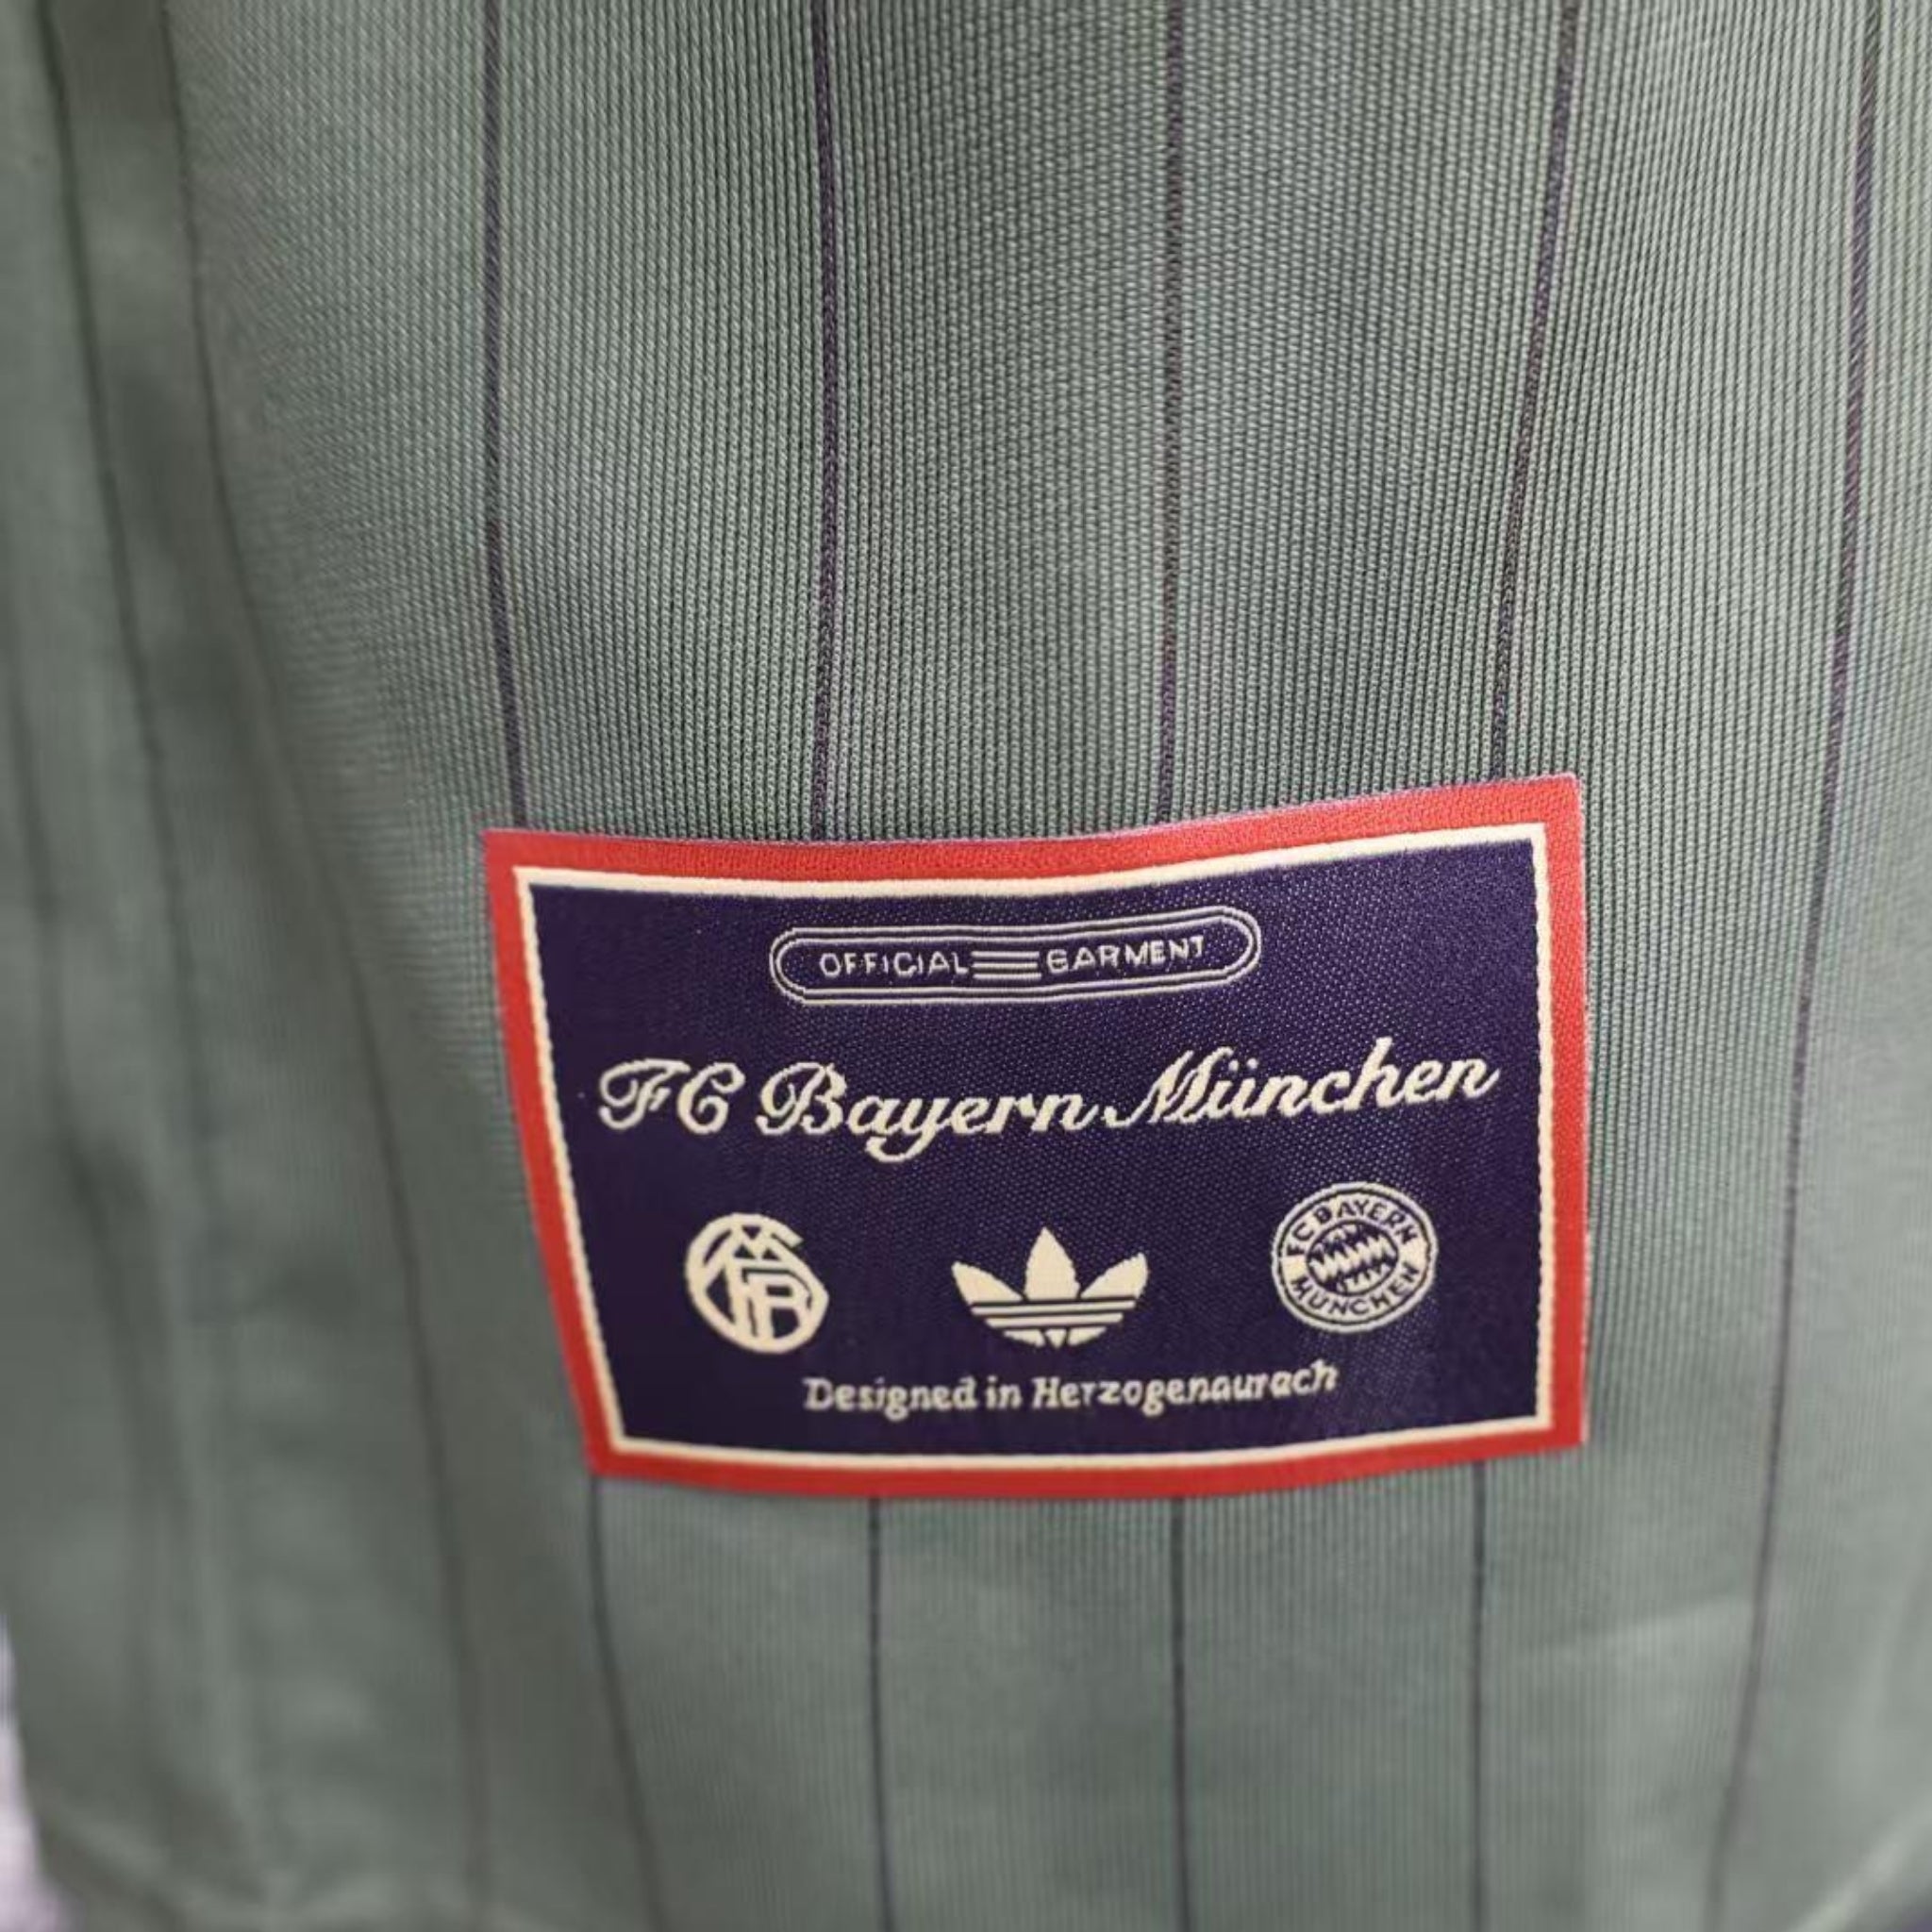 OFFICIAL GARMENT
FC Bayern München
FC BAYERN
MÜNCHEN
Designed in Herzogenaurach